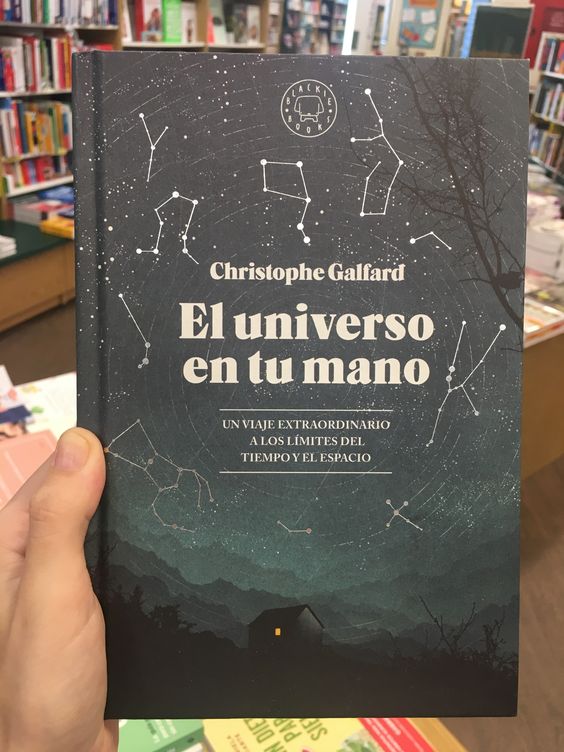 BLACKIE
BOOKS
Christophe Galfard
El universo
en tu mano
UN VIAJE EXTRAORDINARIO
A LOS LÍMITES DEL
TIEMPO Y EL ESPACIO